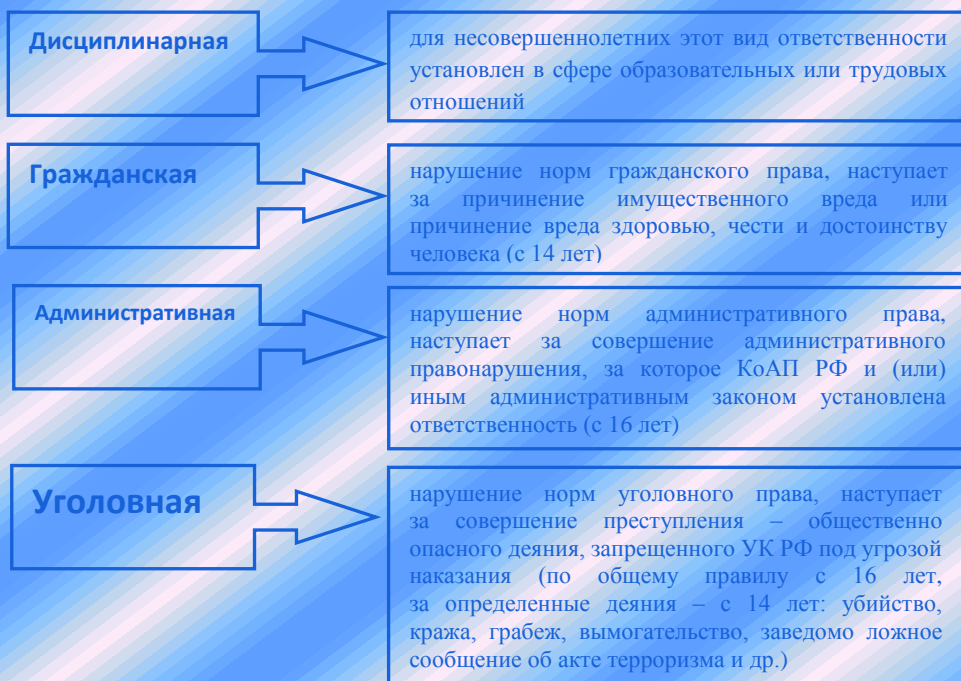 Дисциплинарная
для несовершеннолетних этот вид ответственности
установлен в сфере образовательных или трудовых
отношений
Гражданская
нарушение норм гражданского права, наступает
за причинение имущественного вреда или
причинение вреда здоровью, чести и достоинству
человека (с 14 лет)
Административная
нарушение норм административного права,
наступает за совершение административного
правонарушения, за которое КоАП РФ и (или)
иным административным законом установлена
ответственность (с 16 лет)
Уголовная
нарушение норм уголовного права, наступает
за совершение преступления – общественно
опасного деяния, запрещенного УК РФ под угрозой
наказания (по общему правилу с 16 лет,
за определенные деяния – с 14 лет: убийство,
кража, грабеж, вымогательство, заведомо ложное
сообщение об акте терроризма и др.)